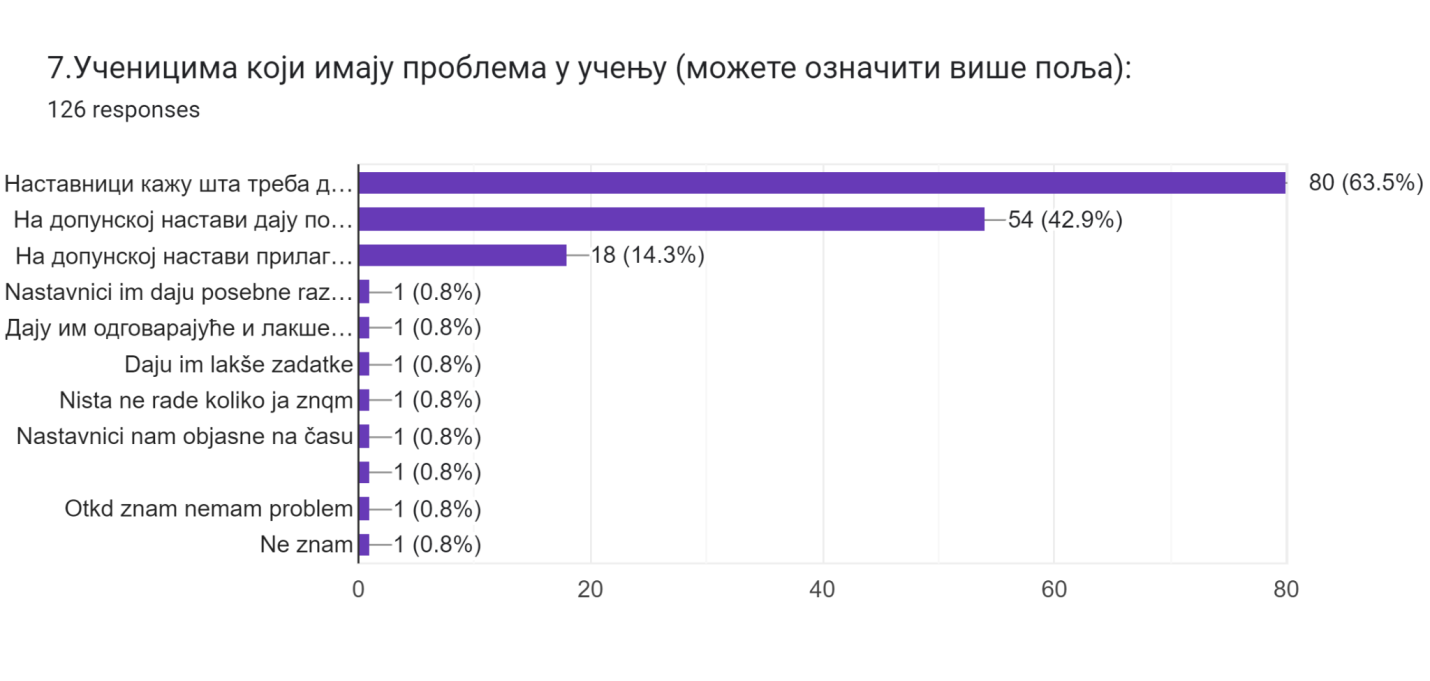 7.Ученицима који имају проблема у учењу (можете означити више поља):
126 responses
Наставници кажу шта треба д… 80 (63.5%)
На допунској настави дају по… 54 (42.9%)
На допунској настави прилаг… 18 (14.3%)
Nastavnici im daju posebne raz… 1 (0.8%)
Дају им одговарајуће и лакше… 1 (0.8%)
Daju im lakše zadatke 1 (0.8%)
Nista ne rade koliko ja znqm 1 (0.8%)
Nastavnici nam objasne na času 1 (0.8%)
1 (0.8%)
Otkd znam nemam problem 1 (0.8%)
Ne znam 1 (0.8%)
0 20 40 60 80